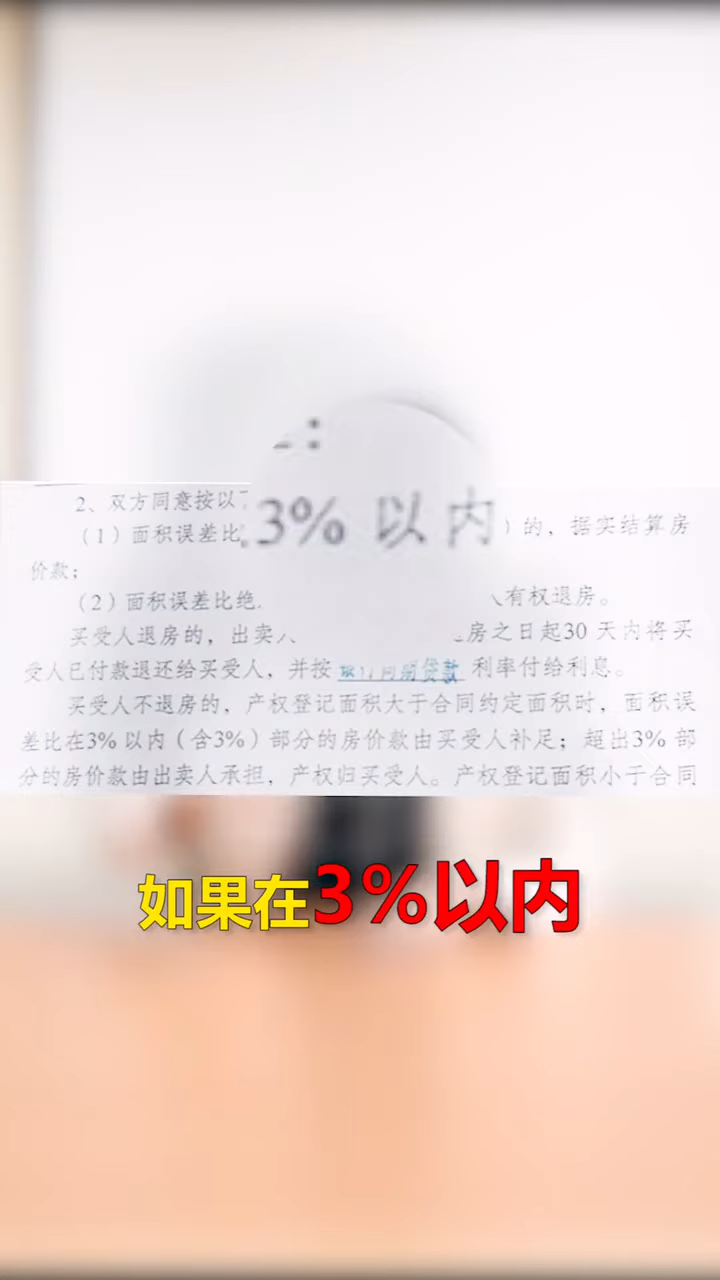 2、双方同意按以
(1)面积误差比 3% 以内)的,据实结算房
价款;
(2)面积误差比绝 人有权退房。
买受人退房的,出卖人 房之日起30 天内将买
受人已付款退还给买受人,并按 同期贷款 利率付给利息。
买受人不退房的,产权登记面积大于合同约定面积时,面积误
差比在3% 以内(含3%)部分的房价款由买受人补足;超出3% 部
分的房价款由出卖人承担,产权归买受人。产权登记面积小于合同
如果在3%以内